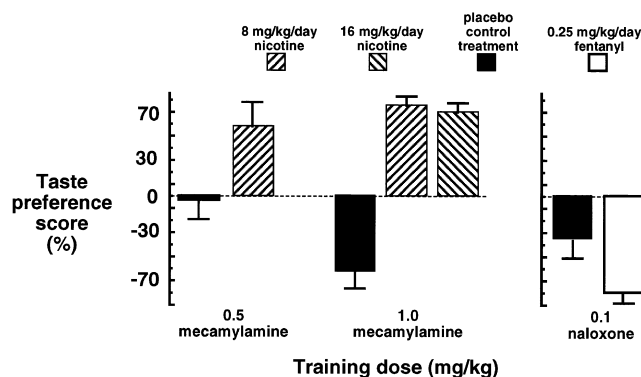 8 mg/kg/day
nicotine
16 mg/kg/day
nicotine
placebo
control
treatment
0.25 mg/kg/day
fentanyl
Taste
preference
score
(%)
70
30
0
-30
-70
0.5
mecamylamine
1.0
mecamylamine
0.1
naloxone
Training dose (mg/kg)